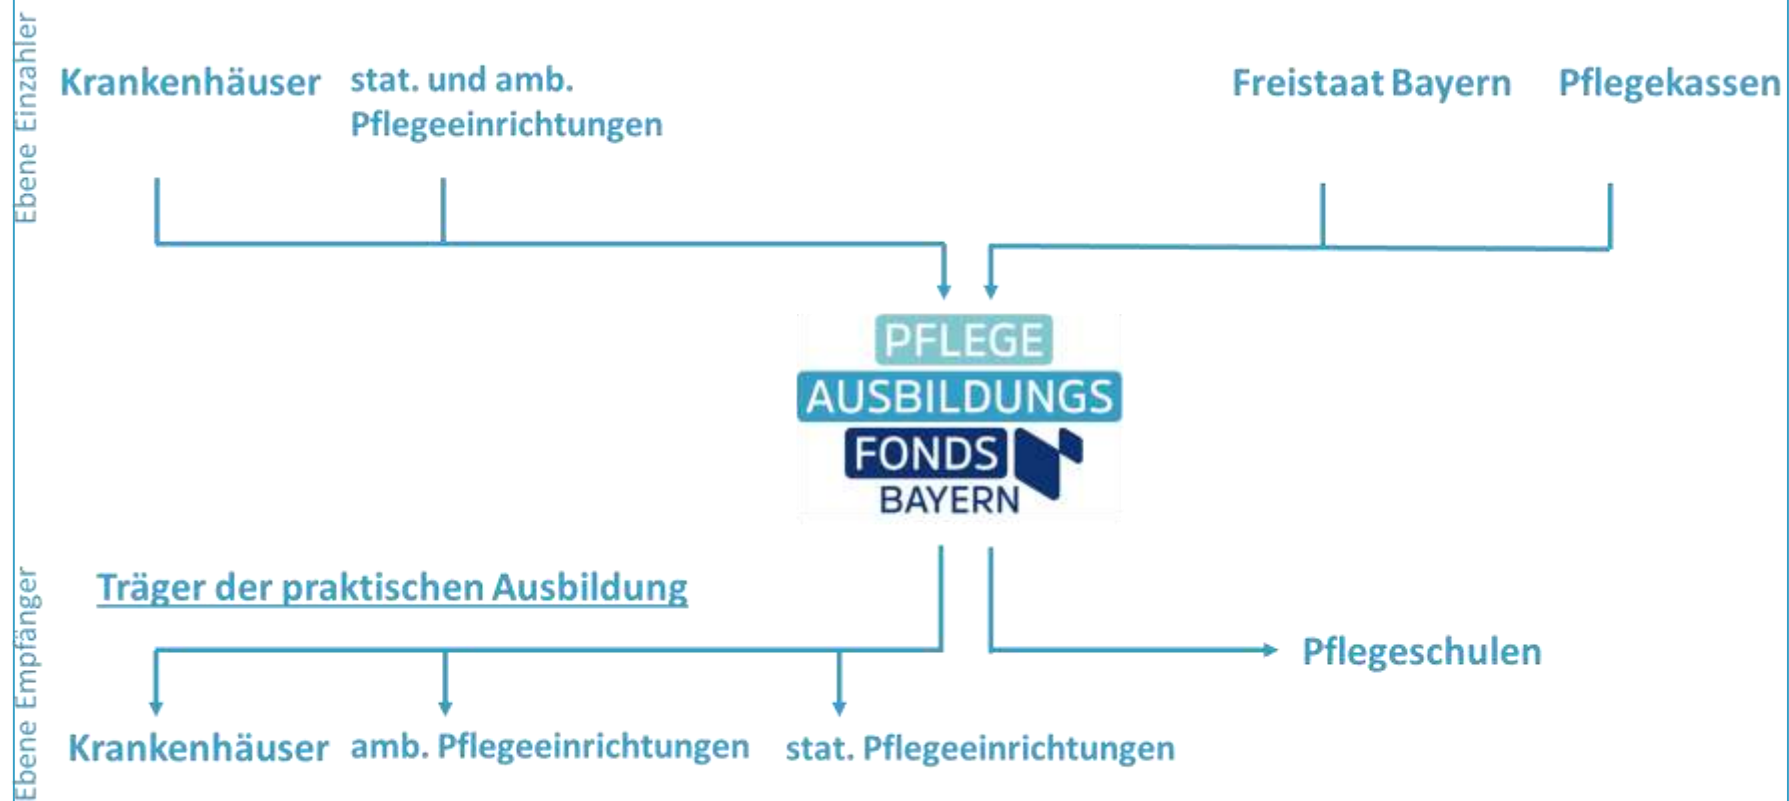 Ebene Einzahler
Krankenhäuser
stat. und amb.
Pflegeeinrichtungen
Freistaat Bayern
Pflegekassen
PFLEGE
AUSBILDUNGS
FONDS
BAYERN
Ebene Empfänger
Träger der praktischen Ausbildung
Pflegeschulen
Krankenhäuser
amb. Pflegeeinrichtungen
stat. Pflegeeinrichtungen